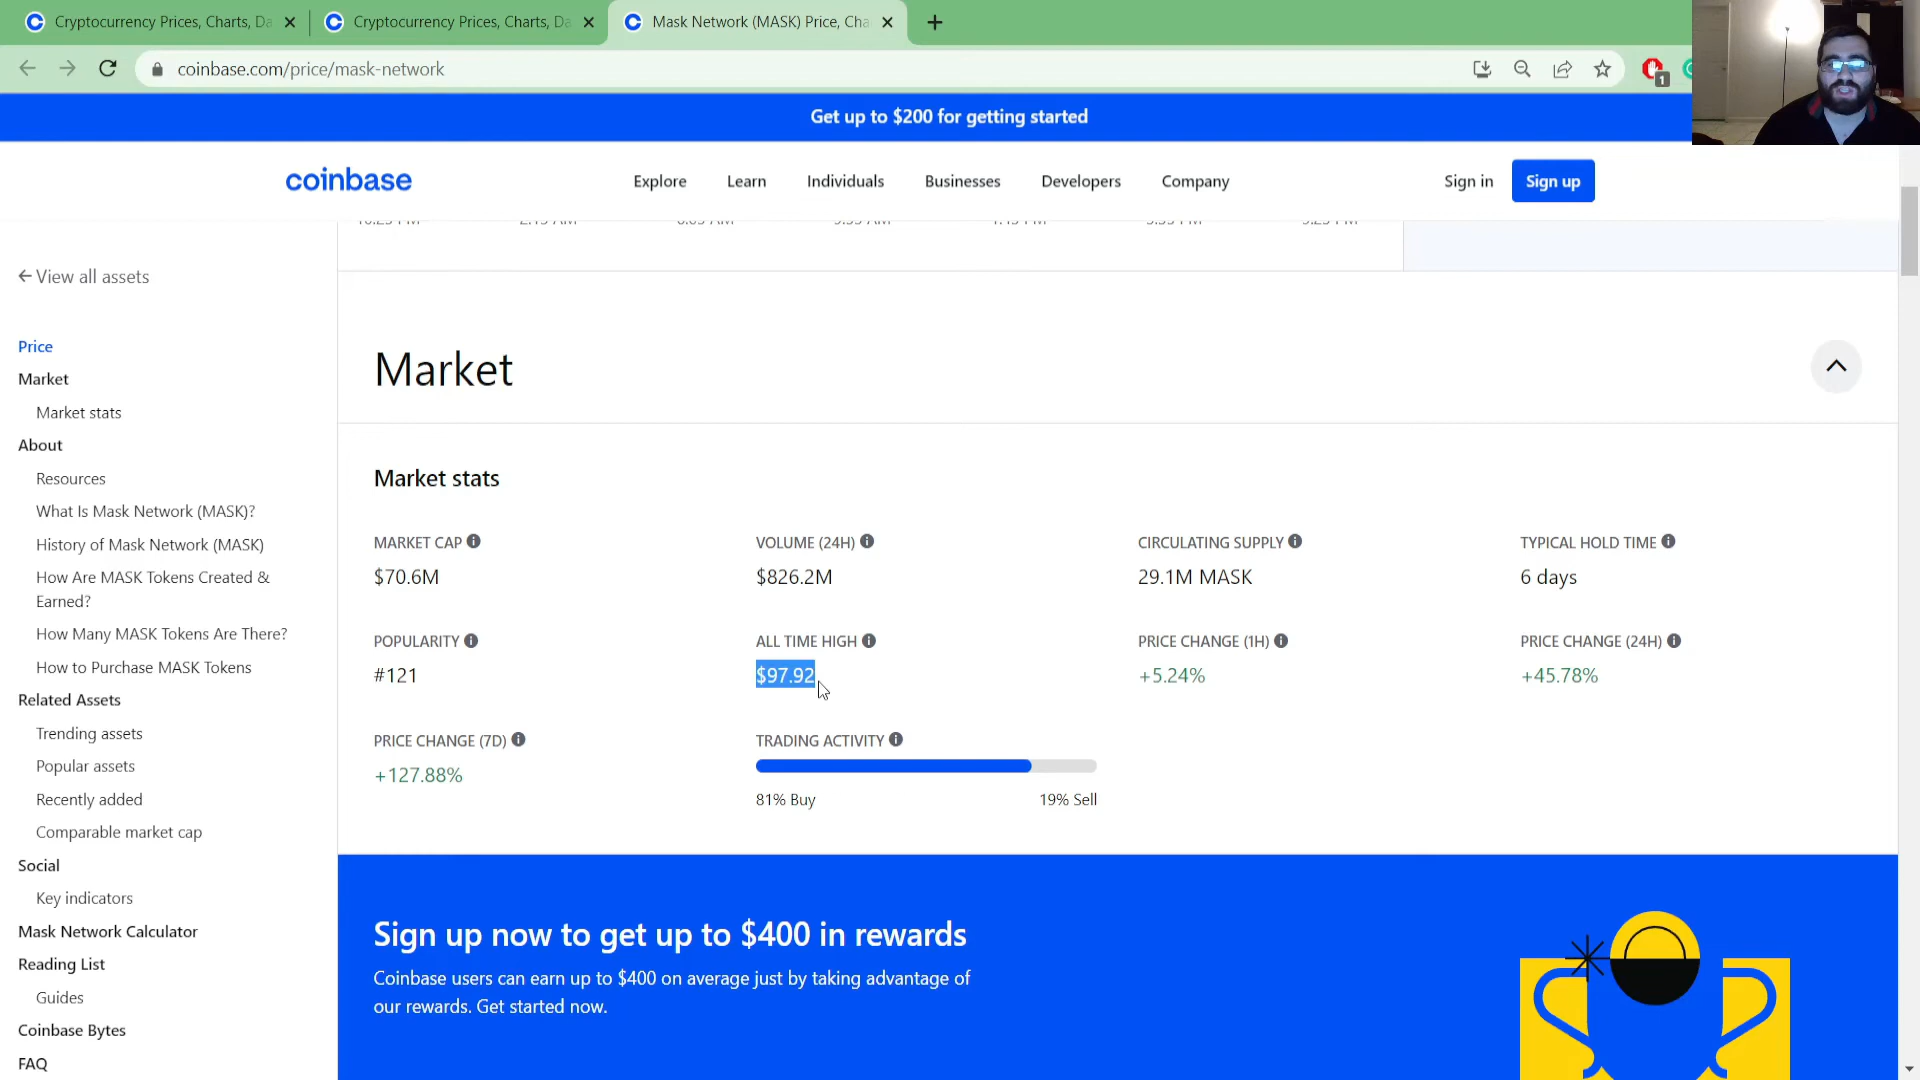 Cryptocurrency Prices, Charts, Da
Cryptocurrency Prices, Charts, Da
Mask Network (MASK) Price, Cha
coinbase.com/price/mask-network
1
Get up to $200 for getting started
coinbase
Explore
Learn
Individuals
Businesses
Developers
Company
Sign in
Sign up
← View all assets
Price
Market
Market stats
About
Resources
What Is Mask Network (MASK)?
History of Mask Network (MASK)
How Are MASK Tokens Created &
Earned?
How Many MASK Tokens Are There?
How to Purchase MASK Tokens
Related Assets
Trending assets
Popular assets
Recently added
Comparable market cap
Social
Key indicators
Mask Network Calculator
Reading List
Guides
Coinbase Bytes
FAQ
Market
Market stats
MARKET CAP
$70.6M
VOLUME (24H)
$826.2M
CIRCULATING SUPPLY
29.1M MASK
TYPICAL HOLD TIME
6 days
POPULARITY
#121
ALL TIME HIGH
$97.92
PRICE CHANGE (1H)
+5.24%
PRICE CHANGE (24H)
+45.78%
PRICE CHANGE (7D)
+127.88%
TRADING ACTIVITY
81% Buy
19% Sell
Sign up now to get up to $400 in rewards
Coinbase users can earn up to $400 on average just by taking advantage of
our rewards. Get started now.